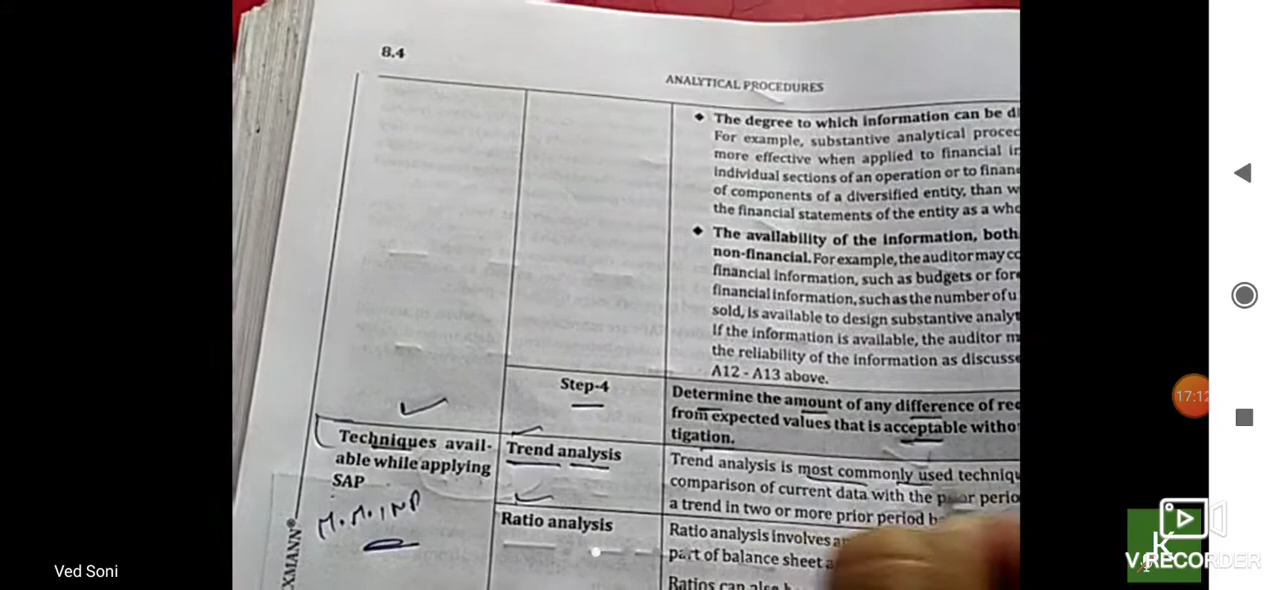 8.4
ANALYTICAL PROCEDURES
The degree to which information can be
For example, substantive analytical
more effective when applied to financial
individual sections of an operation or to
of components of a diversified entity, than
the financial statements of the entity as a
The availability of the information, both
non-financial. For example, the auditor may
financial information, such as budgets or
financial information, such as the number of
sold, is available to design substantive
If the information is available, the auditor
the reliability of the information as
A12 - A13 above.
Step-4
Determine the amount of any difference of
from expected values that is acceptable
tigation.
Techniques avail-
able while applying
SAP
M.M.IND
Trend analysis
Trend analysis is most commonly used
comparison of current data with the prior
a trend in two or more prior period
Ratio analysis
Ratio analysis involves
part of balance sheet
Ratios can also
17:12
Ved Soni
K
V RECORDER